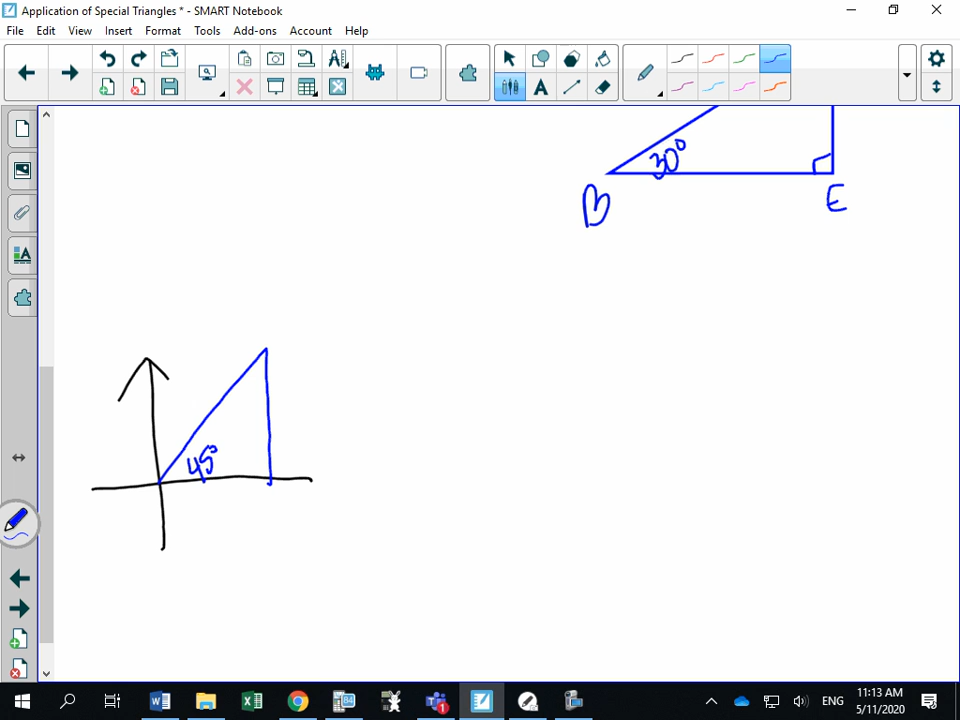 Application of Special Triangles * - SMART Notebook
File Edit View Insert Format Tools Add-ons Account Help
30°
B
E
45°
11:13 AM
ENG
5/11/2020
1